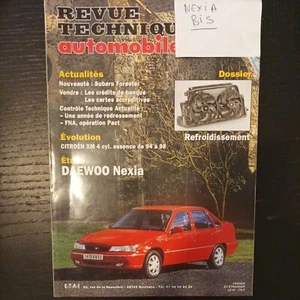 REVUE
TECHNIQUE
automobile
NEXIA
BIS
Actualités
Nouveauté : Subaru Forester
Vendre : Les crédits de banque
Les cartes accréditives
Contrôle Technique Actualité :
- Une année de redressement
- FNA, opération Pact
Dossier
Refroidissement
Évolution
CITROËN XM 4 cyl. essence de 94 à 98
DAEWOO Nexia